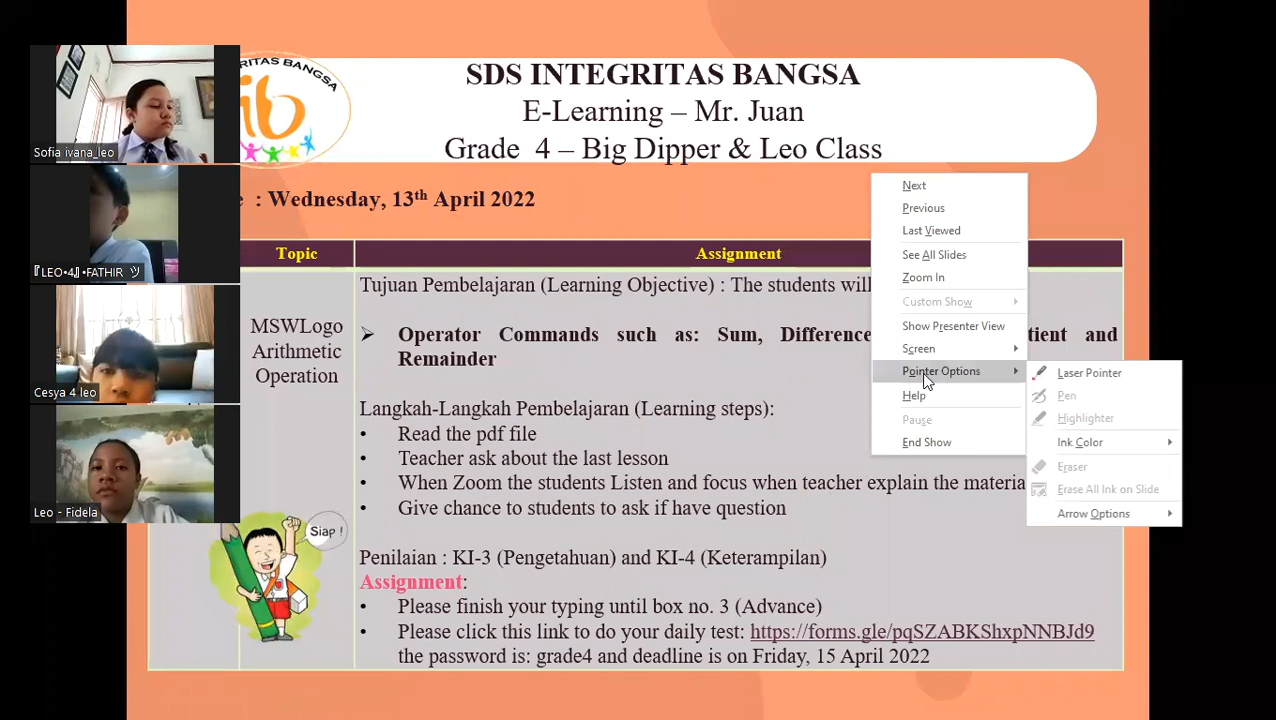 SDS INTEGRITAS BANGSA
E-Learning – Mr. Juan
Grade 4 – Big Dipper & Leo Class
RITAS BANGSA
ib
Sofia ivana_leo
『LEO•4』•FATHIR ツ
Cesya 4 leo
Leo - Fidela
e : Wednesday, 13th April 2022
Topic
Assignment
MSWLogo
Arithmetic
Operation
Siap!
Tujuan Pembelajaran (Learning Objective) : The students will
➢ Operator Commands such as: Sum, Difference tient and
Remainder
Langkah-Langkah Pembelajaran (Learning steps):
• Read the pdf file
• Teacher ask about the last lesson
• When Zoom the students Listen and focus when teacher explain the materia
• Give chance to students to ask if have question
Penilaian : KI-3 (Pengetahuan) and KI-4 (Keterampilan)
Assignment:
• Please finish your typing until box no. 3 (Advance)
• Please click this link to do your daily test: https://forms.gle/pqSZABKShxpNNBJd9
the password is: grade4 and deadline is on Friday, 15 April 2022
Next
Previous
Last Viewed
See All Slides
Zoom In
Custom Show
Show Presenter View
Screen
Pointer Options
Help
Pause
End Show
Laser Pointer
Pen
Highlighter
Ink Color
Eraser
Erase All Ink on Slide
Arrow Options